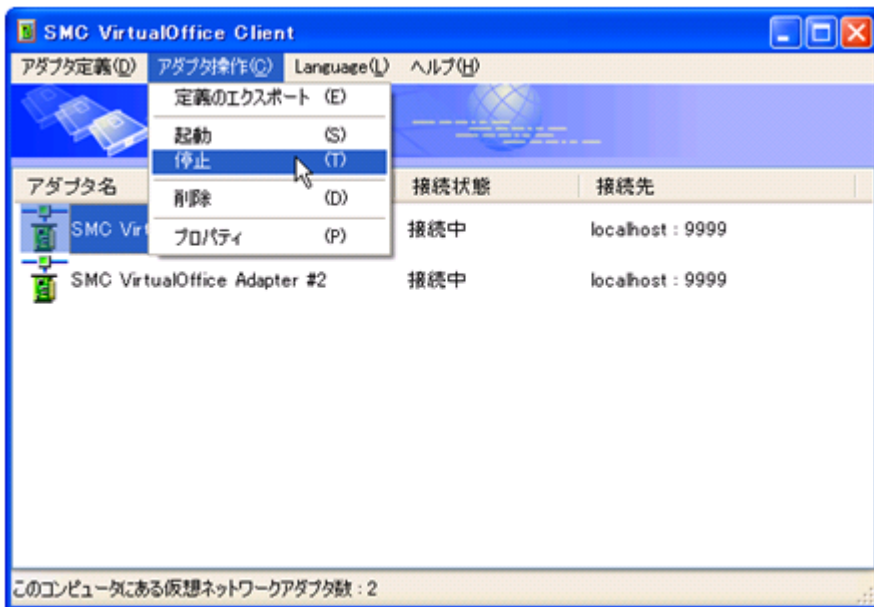 SMC VirtualOffice Client
アダプタ定義(D) アダプタ操作(C) Language(L) ヘルプ(H)
定義のエクスポート (E)
起動 (S)
停止 (T)
削除 (D)
プロパティ (P)
アダプタ名 接続状態 接続先
SMC 接続中 localhost : 9999
SMC VirtualOffice Adapter #2 接続中 localhost : 9999
このコンピュータにある仮想ネットワークアダプタ数 : 2